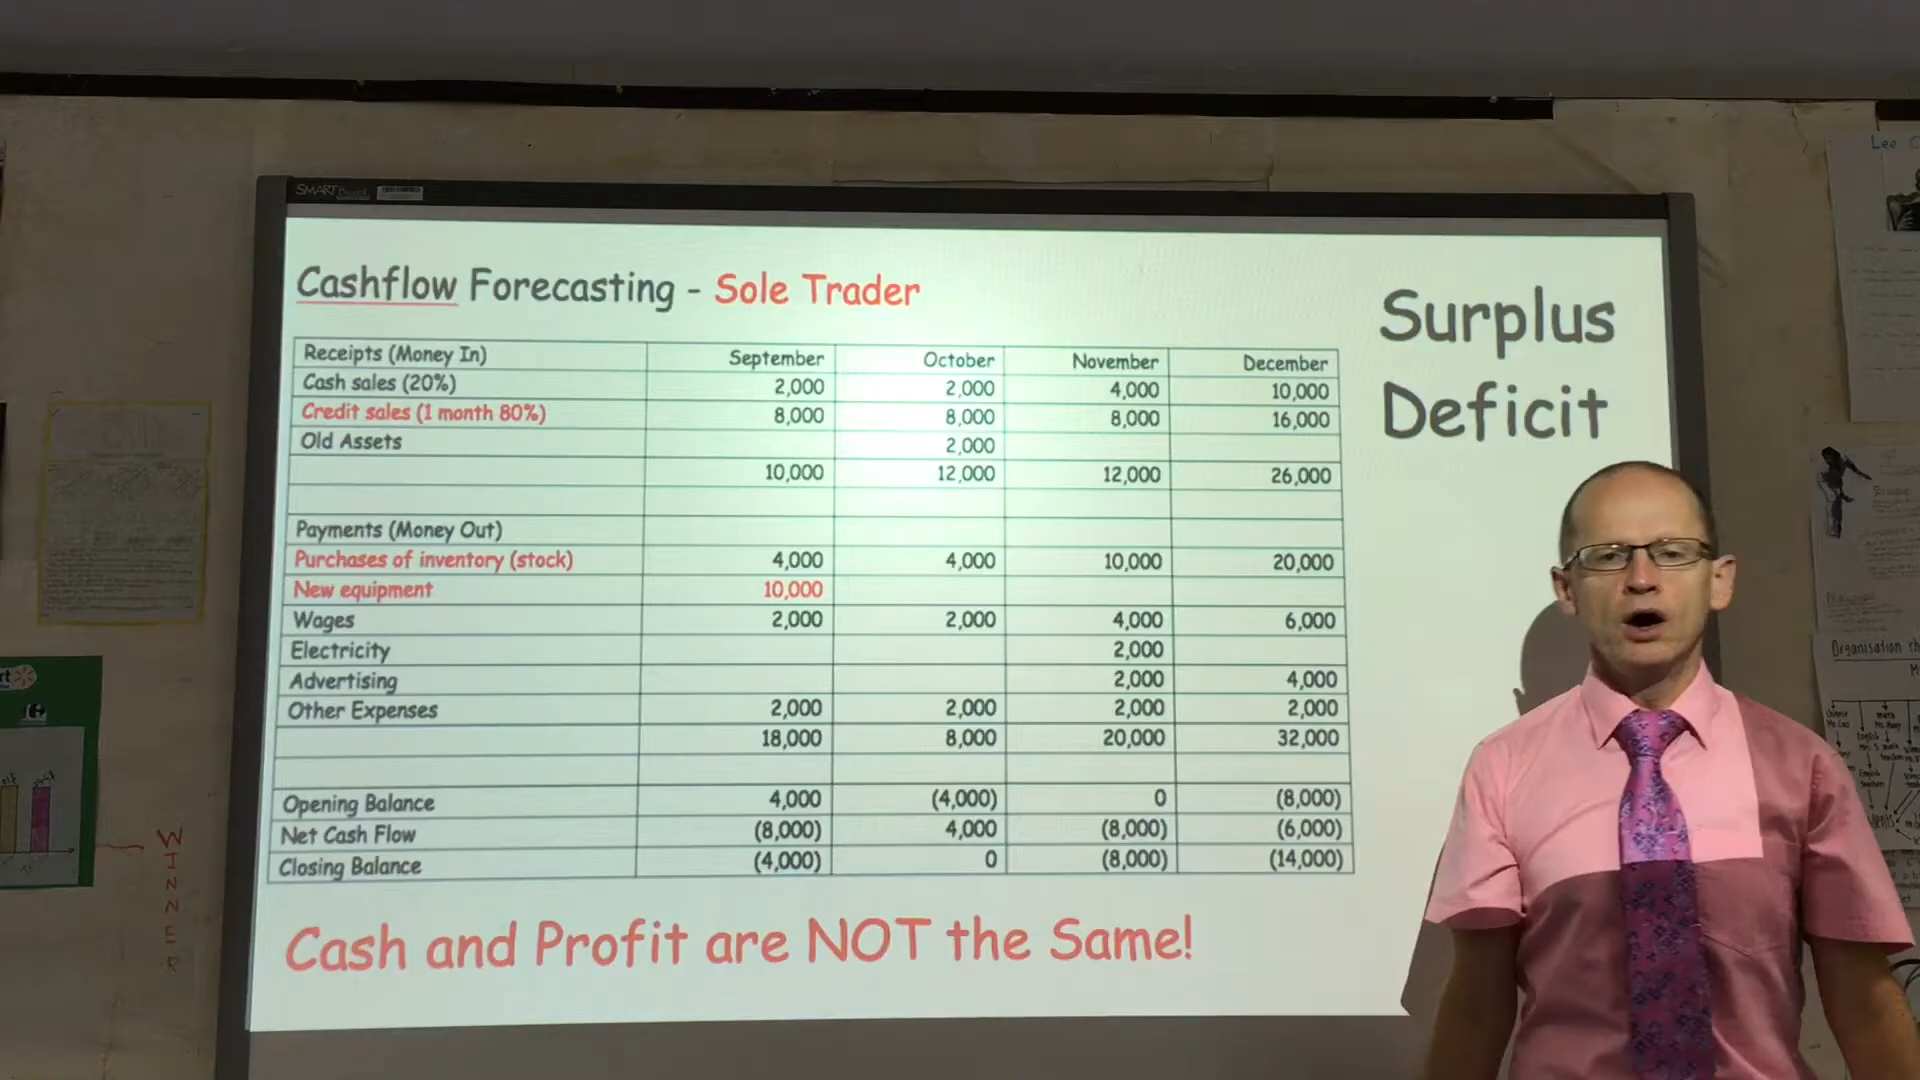 SMART
Cashflow Forecasting - Sole Trader
Surplus
Deficit
Receipts (Money In) September October November December
Cash sales (20%) 2,000 2,000 4,000 10,000
Credit sales (1 month 80%) 8,000 8,000 8,000 16,000
Old Assets 2,000
10,000 12,000 12,000 26,000
Payments (Money Out)
Purchases of inventory (stock) 4,000 4,000 10,000 20,000
New equipment 10,000
Wages 2,000 2,000 4,000 6,000
Electricity 2,000
Advertising 2,000 4,000
Other Expenses 2,000 2,000 2,000 2,000
18,000 8,000 20,000 32,000
Opening Balance 4,000 (4,000) 0 (8,000)
Net Cash Flow (8,000) 4,000 (8,000) (6,000)
Closing Balance (4,000) 0 (8,000) (14,000)
Cash and Profit are NOT the Same!
WINNER
Lee
Organisation